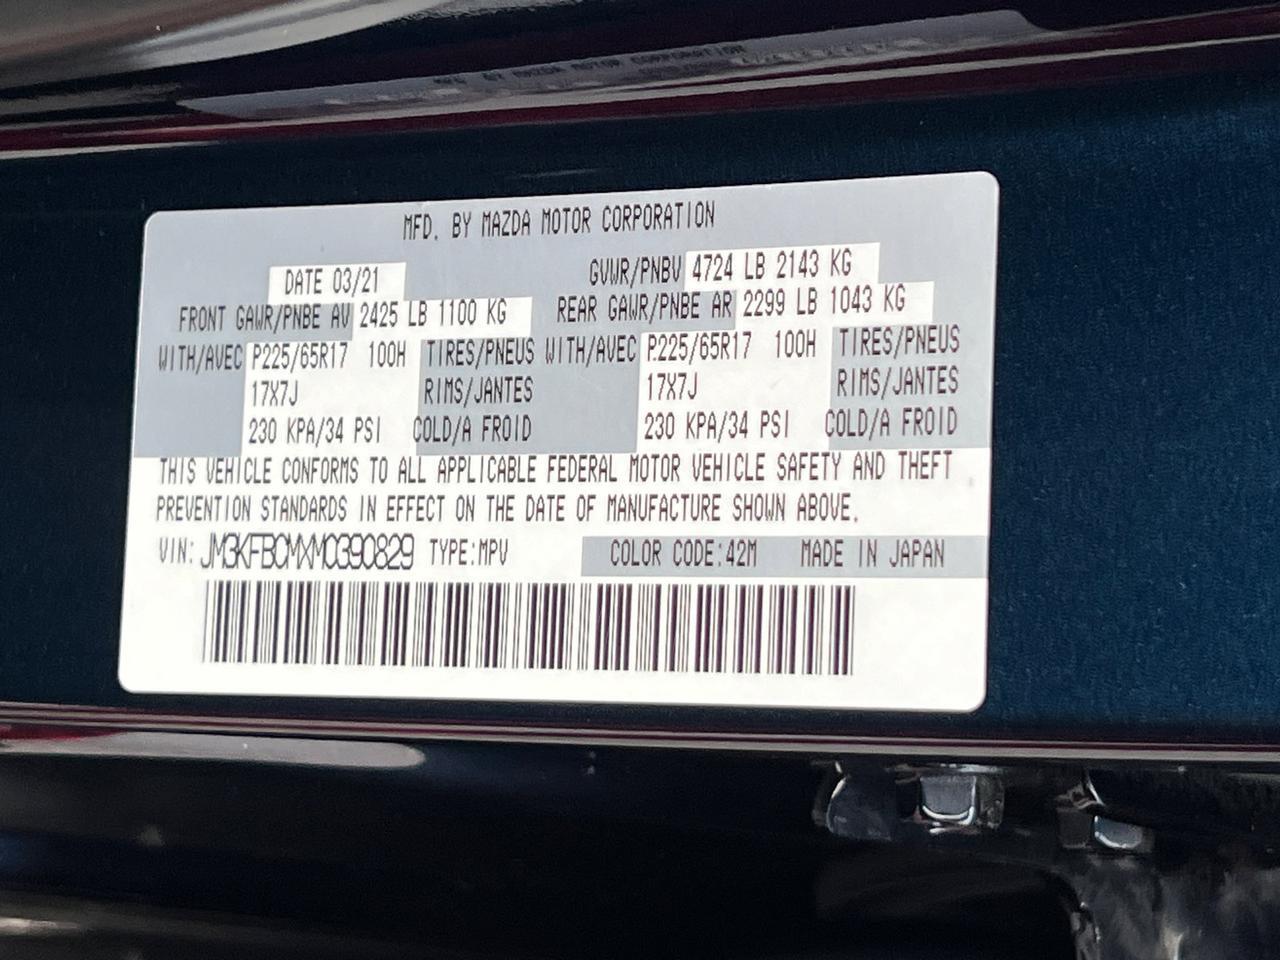 MFD. BY MAZDA MOTOR CORPORATION
DATE 03/21 GVWR/PNBV 4724 LB 2143 KG
FRONT GAWR/PNBE AV 2425 LB 1100 KG REAR GAWR/PNBE AR 2299 LB 1043 KG
WITH/AVEC P225/65R17 100H TIRES/PNEUS WITH/AVEC P225/65R17 100H TIRES/PNEUS
17X7J RIMS/JANTES 17X7J RIMS/JANTES
230 KPA/34 PSI COLD/A FROID 230 KPA/34 PSI COLD/A FROID
THIS VEHICLE CONFORMS TO ALL APPLICABLE FEDERAL MOTOR VEHICLE SAFETY AND THEFT
PREVENTION STANDARDS IN EFFECT ON THE DATE OF MANUFACTURE SHOWN ABOVE.
VIN: JM3KFBCMXM0390829 TYPE:MPV COLOR CODE:42M MADE IN JAPAN